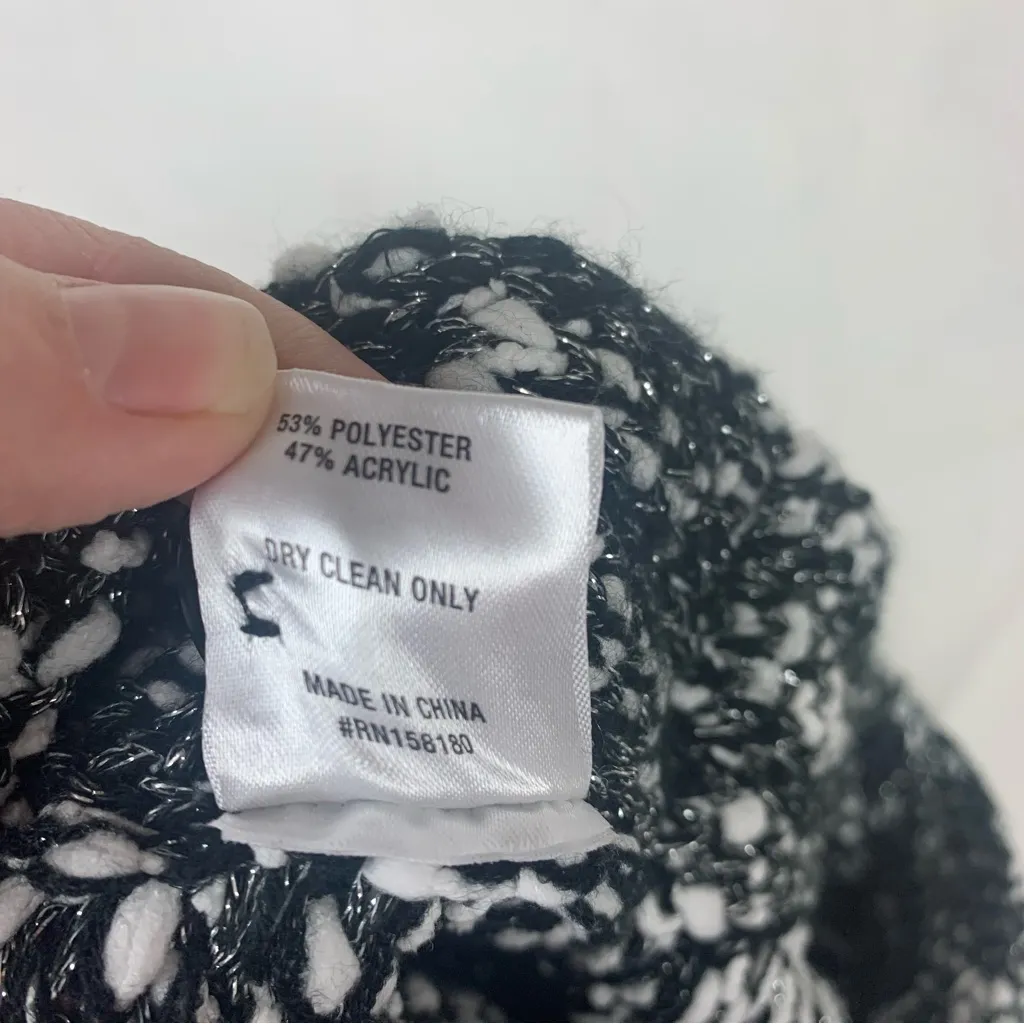 53% POLYESTER
47% ACRYLIC
DRY CLEAN ONLY
MADE IN CHINA
#RN158180